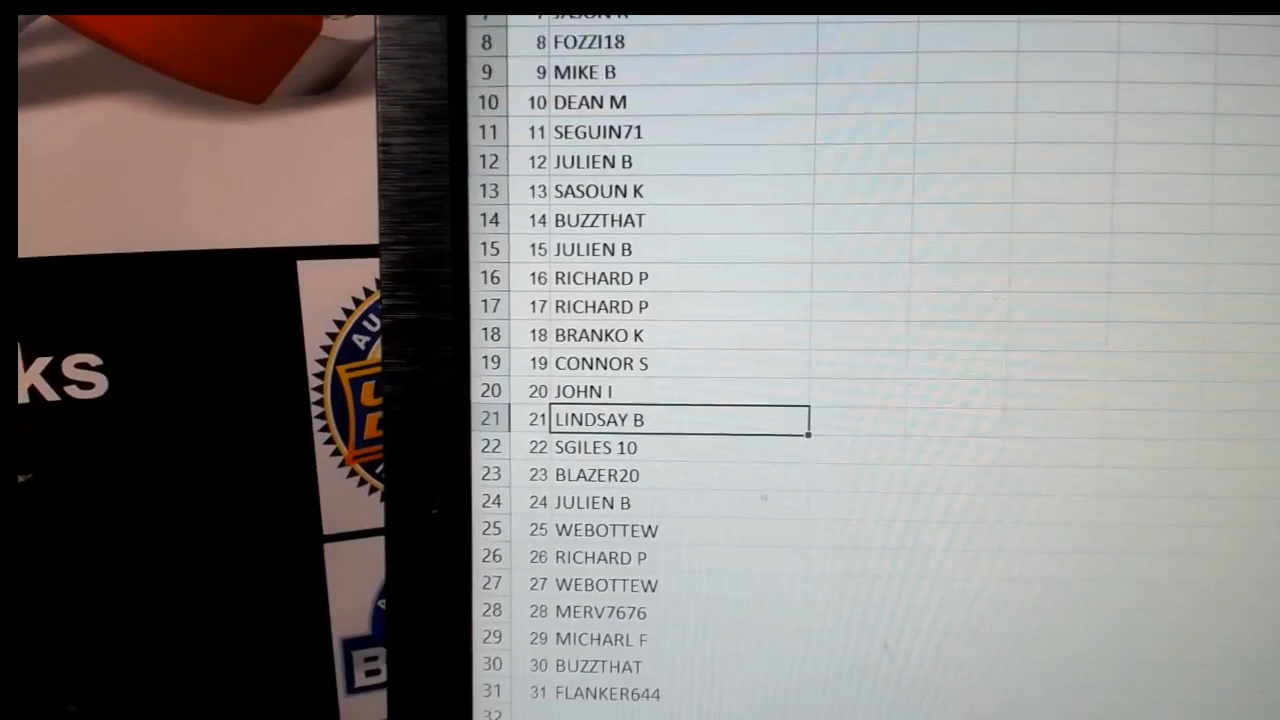 8 8 FOZZI18
9 9 MIKE B
10 10 DEAN M
11 11 SEGUIN71
12 12 JULIEN B
13 13 SASOUN K
14 14 BUZZTHAT
15 15 JULIEN B
16 16 RICHARD P
17 17 RICHARD P
18 18 BRANKO K
19 19 CONNOR S
20 20 JOHN I
21 21 LINDSAY B
22 22 SGILES 10
23 23 BLAZER20
24 24 JULIEN B
25 25 WEBOTTEW
26 26 RICHARD P
27 27 WEBOTTEW
28 28 MERV7676
29 29 MICHARL F
30 30 BUZZTHAT
31 31 FLANKER644
32
ks
AU
B